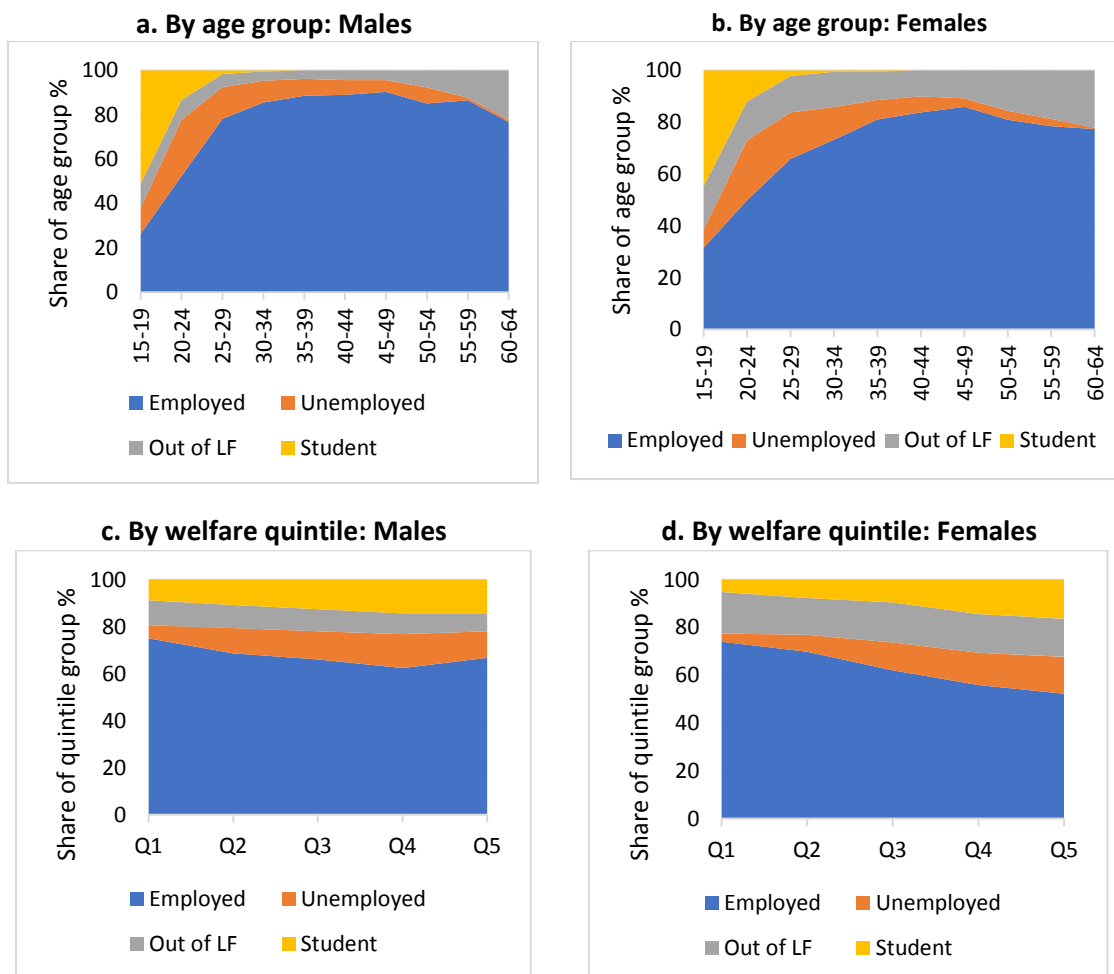 a. By age group: Males
Share of age group %
100
80
60
40
20
0
15-19
20-24
25-29
30-34
35-39
40-44
45-49
50-54
55-59
60-64
Employed
Unemployed
Out of LF
Student
b. By age group: Females
Share of age group %
100
80
60
40
20
0
15-19
20-24
25-29
30-34
35-39
40-44
45-49
50-54
55-59
60-64
Employed Unemployed Out of LF Student
c. By welfare quintile: Males
Share of quintile group %
100
80
60
40
20
0
Q1 Q2 Q3 Q4 Q5
Employed
Unemployed
Out of LF
Student
d. By welfare quintile: Females
Share of quintile group %
100
80
60
40
20
0
Q1 Q2 Q3 Q4 Q5
Employed
Unemployed
Out of LF
Student